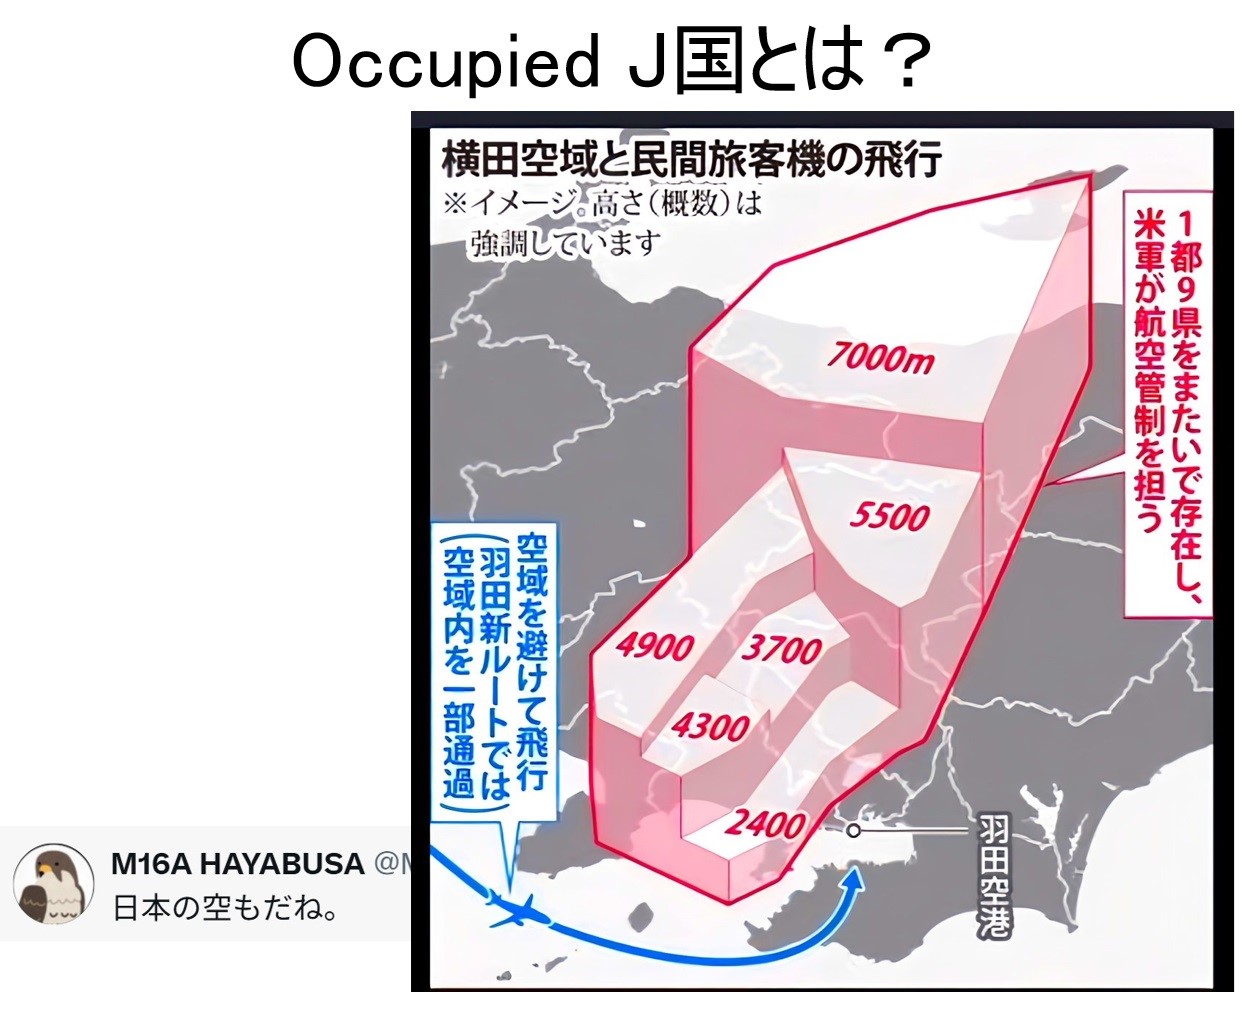 Occupied J国とは？
横田空域と民間旅客機の飛行
※イメージ。高さ（概数）は
強調しています
1都9県をまたいで存在し、
米軍が航空管制を担う
7000m
5500
4900
3700
4300
2400
空域を避けて飛行
（羽田新ルートでは
空域内を一部通過）
羽田空港
M16A HAYABUSA @M
日本の空もだね。